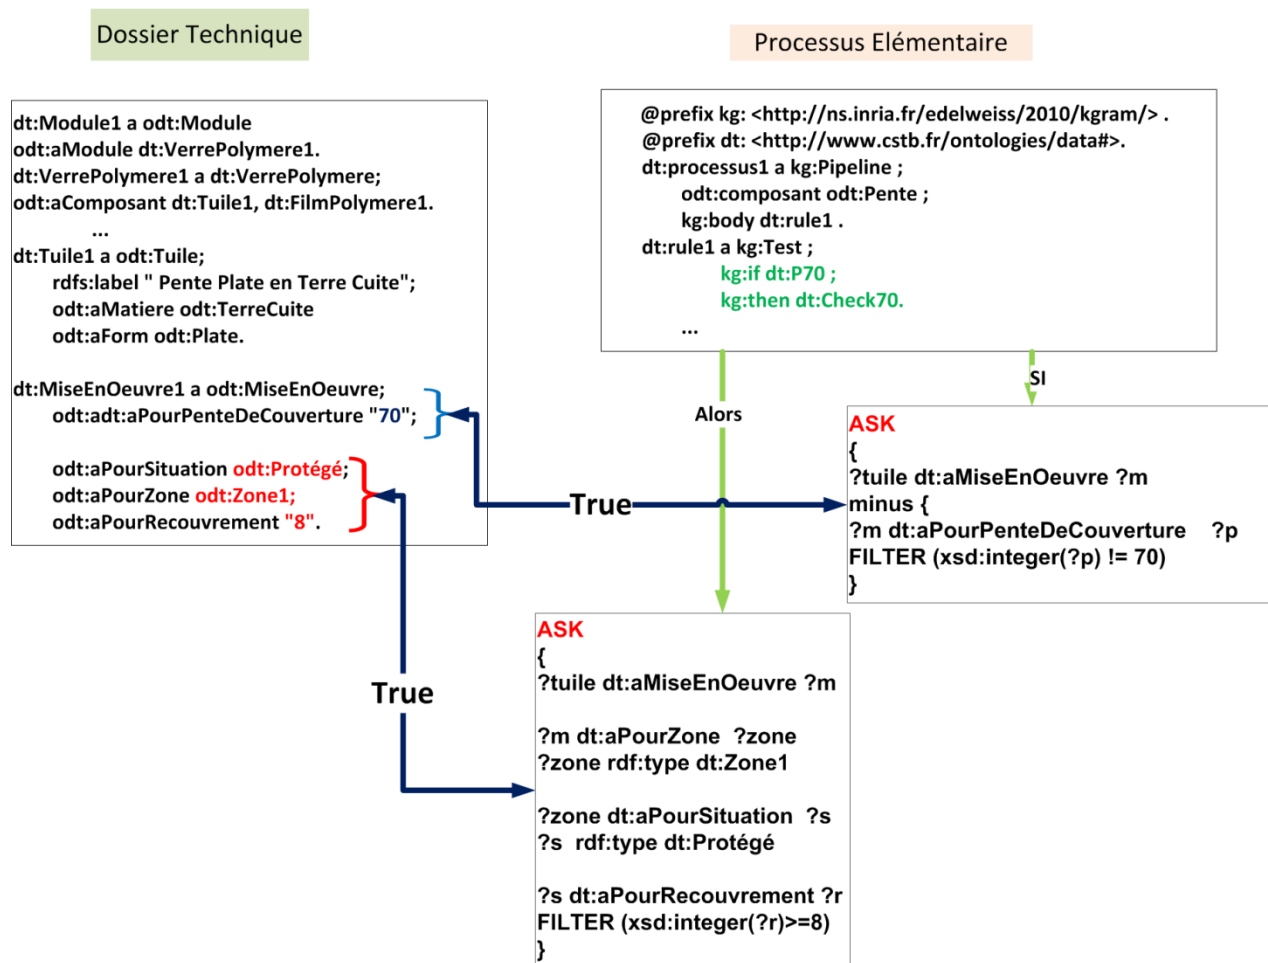 Dossier Technique
Processus Elémentaire
dt:Module1 a odt:Module
odt:aModule dt:VerrePolymere1.
dt:VerrePolymere1 a dt:VerrePolymere;
odt:aComposant dt:Tuile1, dt:FilmPolymere1.
...
dt:Tuile1 a odt:Tuile;
rdfs:label " Pente Plate en Terre Cuite";
odt:aMatiere odt:TerreCuite
odt:aForm odt:Plate.
dt:MiseEnOeuvre1 a odt:MiseEnOeuvre;
odt:adt:aPourPenteDeCouverture "70";
odt:aPourSituation odt:Protégé;
odt:aPourZone odt:Zone1;
odt:aPourRecouvrement "8".
@prefix kg: <http://ns.inria.fr/edelweiss/2010/kgram/> .
@prefix dt: <http://www.cstb.fr/ontologies/data#>.
dt:processus1 a kg:Pipeline ;
odt:composant odt:Pente ;
kg:body dt:rule1 .
dt:rule1 a kg:Test ;
kg:if dt:P70 ;
kg:then dt:Check70.
...
SI
Alors
True
ASK
{
?tuile dt:aMiseEnOeuvre ?m
minus {
?m dt:aPourPenteDeCouverture ?p
FILTER (xsd:integer(?p) != 70)
}
True
ASK
{
?tuile dt:aMiseEnOeuvre ?m
?m dt:aPourZone ?zone
?zone rdf:type dt:Zone1
?zone dt:aPourSituation ?s
?s rdf:type dt:Protégé
?s dt:aPourRecouvrement ?r
FILTER (xsd:integer(?r)>=8)
}